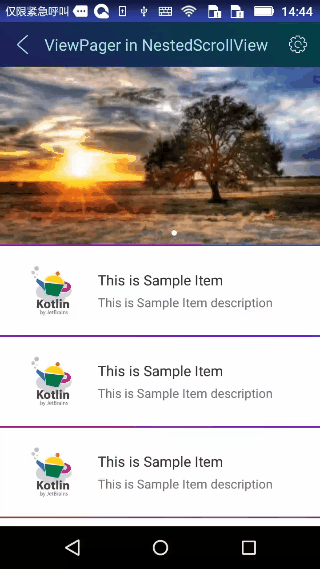 仅限紧急呼叫
14:44
ViewPager in NestedScrollView
This is Sample Item
This is Sample Item description
Kotlin
by JetBrains
This is Sample Item
This is Sample Item description
Kotlin
by JetBrains
This is Sample Item
This is Sample Item description
Kotlin
by JetBrains